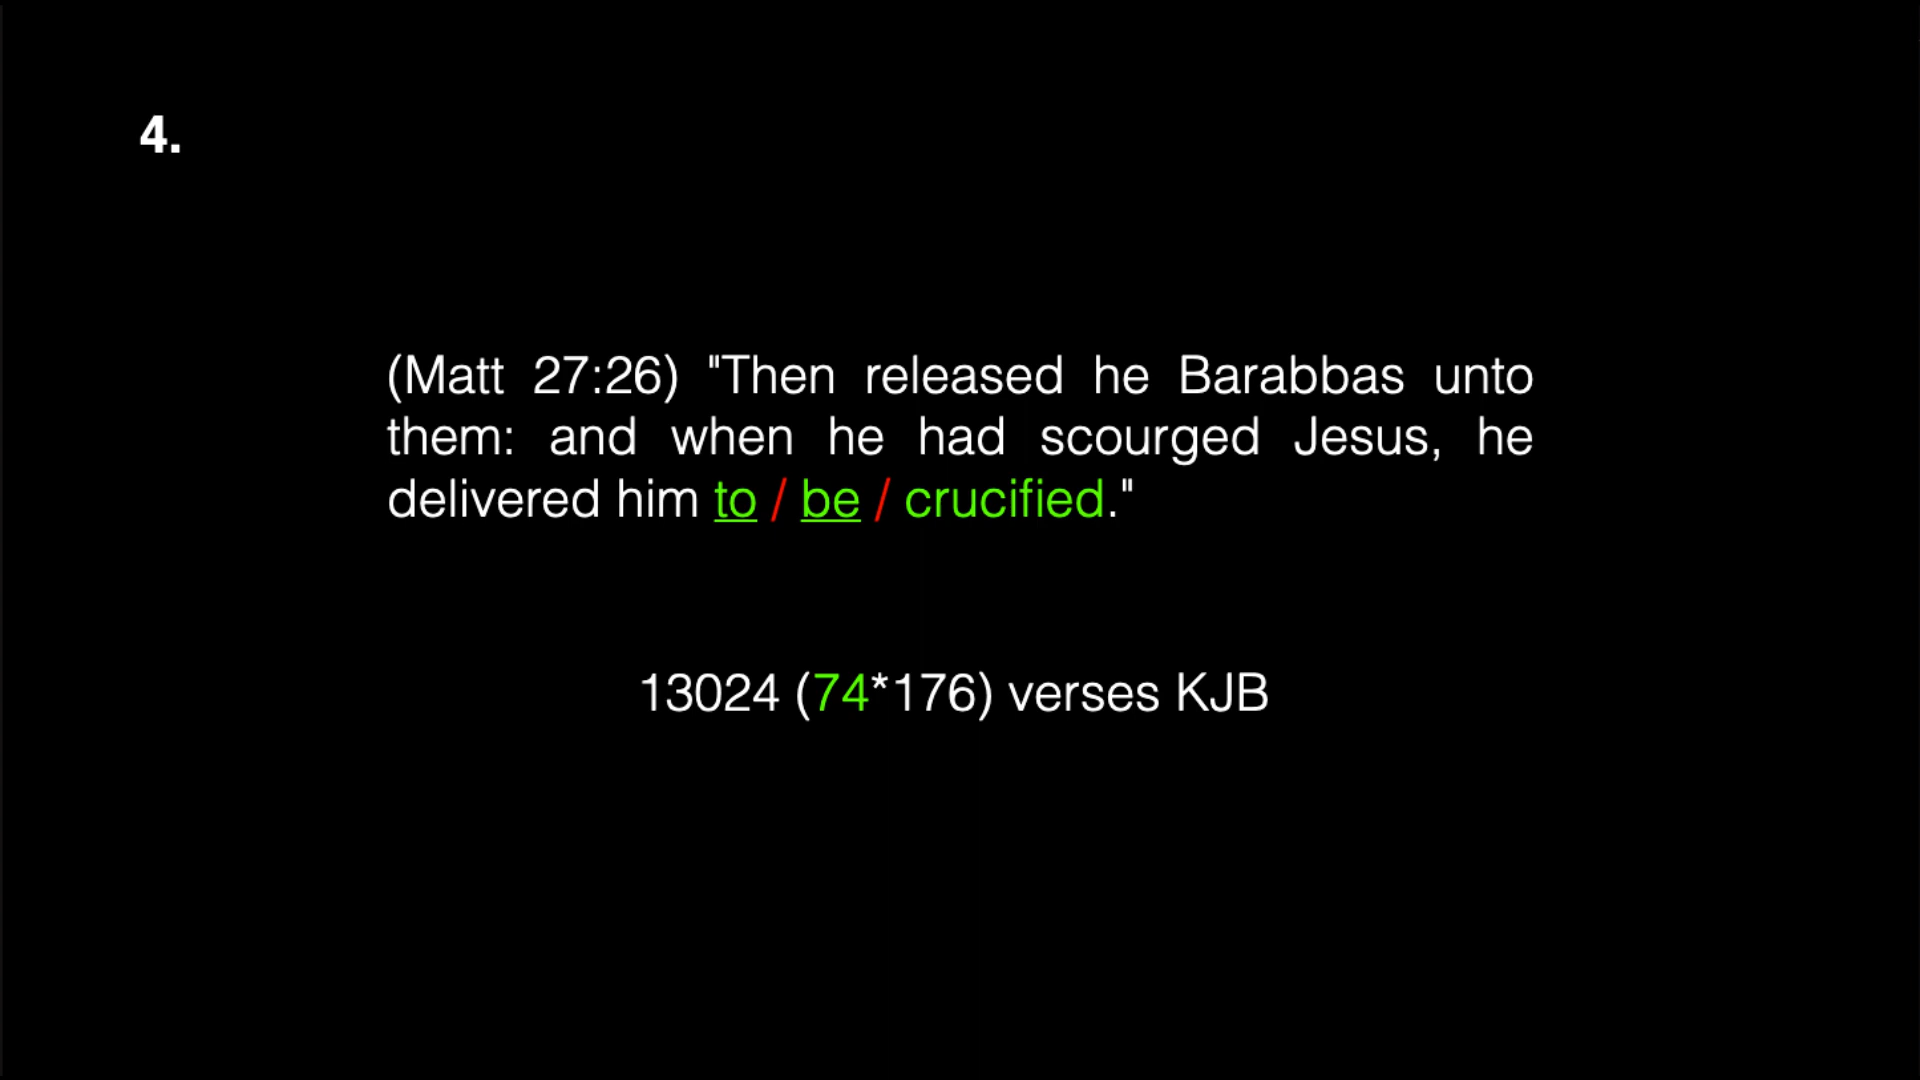 4.
(Matt 27:26) "Then released he Barabbas unto
them: and when he had scourged Jesus, he
delivered him to / be / crucified."
13024 (74*176) verses KJB